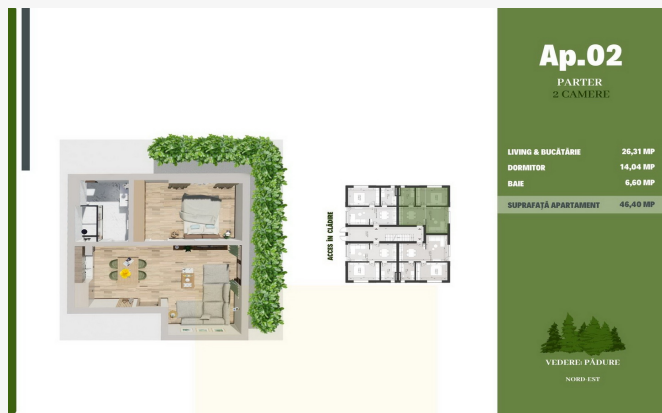 Ap.02
PARTER
2 CAMERE
LIVING & BUCĂTĂRIE 26,31 MP
DORMITOR 14,04 MP
BAIE 6,60 MP
SUPRAFAȚĂ APARTAMENT 46,40 MP
ACCES ÎN CLĂDIRE
VEDERE: PĂDURE
NORD-EST